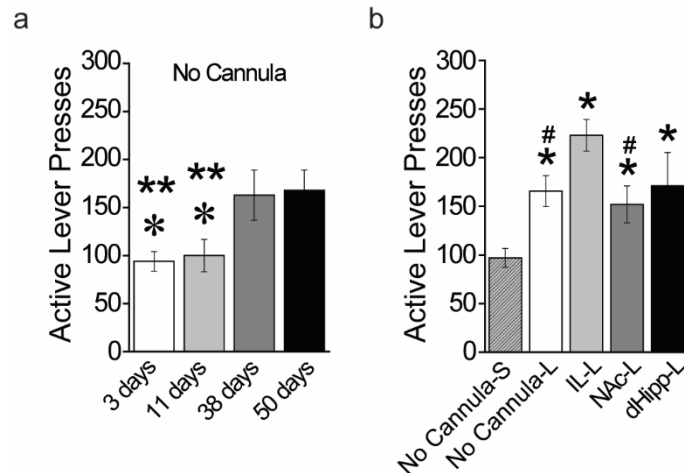 a
No Cannula
Active Lever Presses
300
250
200
150
100
50
0
** **
* *
3 days
11 days
38 days
50 days
b
Active Lever Presses
300
250
200
150
100
50
0
# * * # * *
No Cannula-S
No Cannula-L
IL-L
NAc-L
dHipp-L